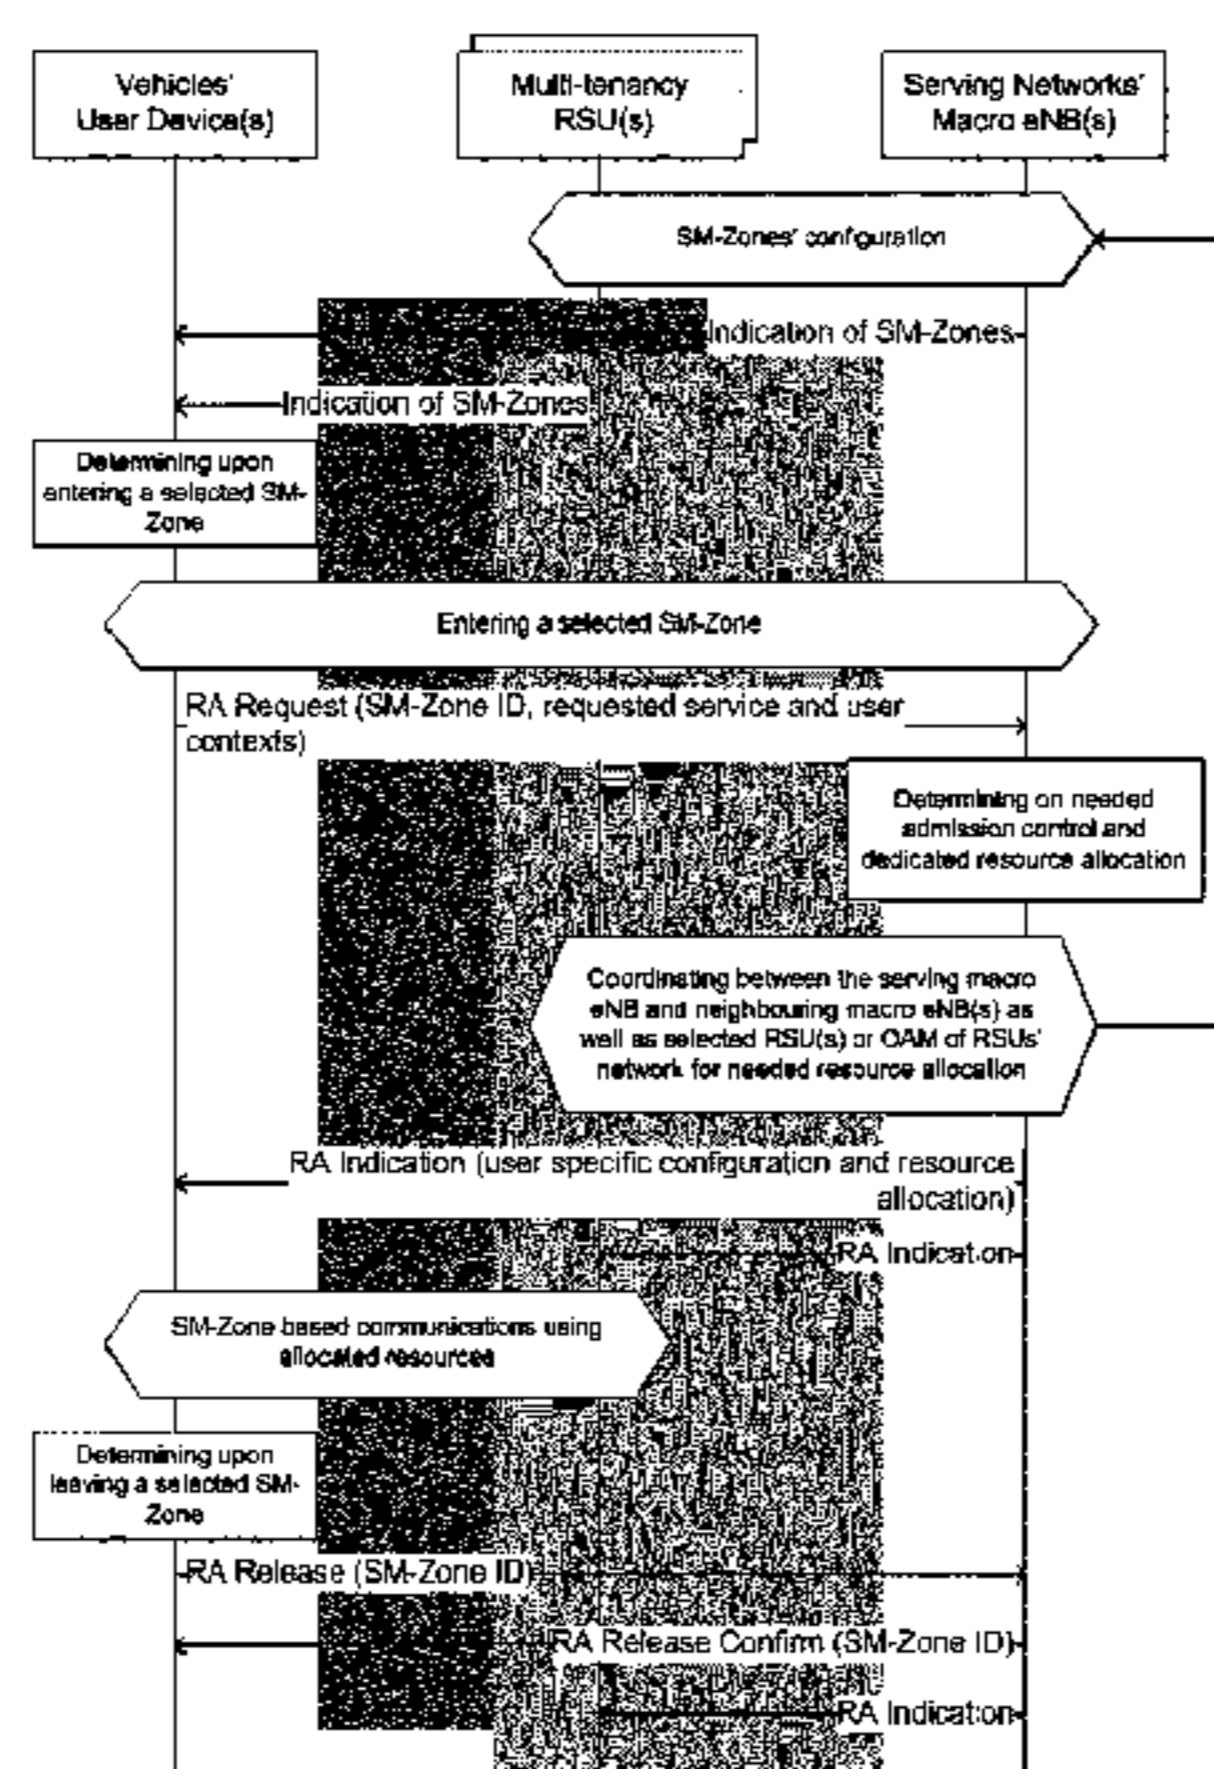 Vehicles'
User Device(s)
Multi-tenancy
RSU(s)
Serving Networks'
Macro eNB(s)
SM-Zones' configuration
Indication of SM-Zones
Indication of SM-Zones
Determining upon
entering a selected SM-
Zone
Entering a selected SM-Zone
RA Request (SM-Zone ID, requested service and user
contexts)
Determining on needed
admission control and
dedicated resource allocation
Coordinating between the serving macro
eNB and neighbouring macro eNB(s) as
well as selected RSU(s) or OAM of RSUs'
network for needed resource allocation
RA Indication (user specific configuration and resource
allocation)
RA Indication
SM-Zone based communications using
allocated resources
Determining upon
leaving a selected SM-
Zone
RA Release (SM-Zone ID)
RA Release Confirm (SM-Zone ID)
RA Indication